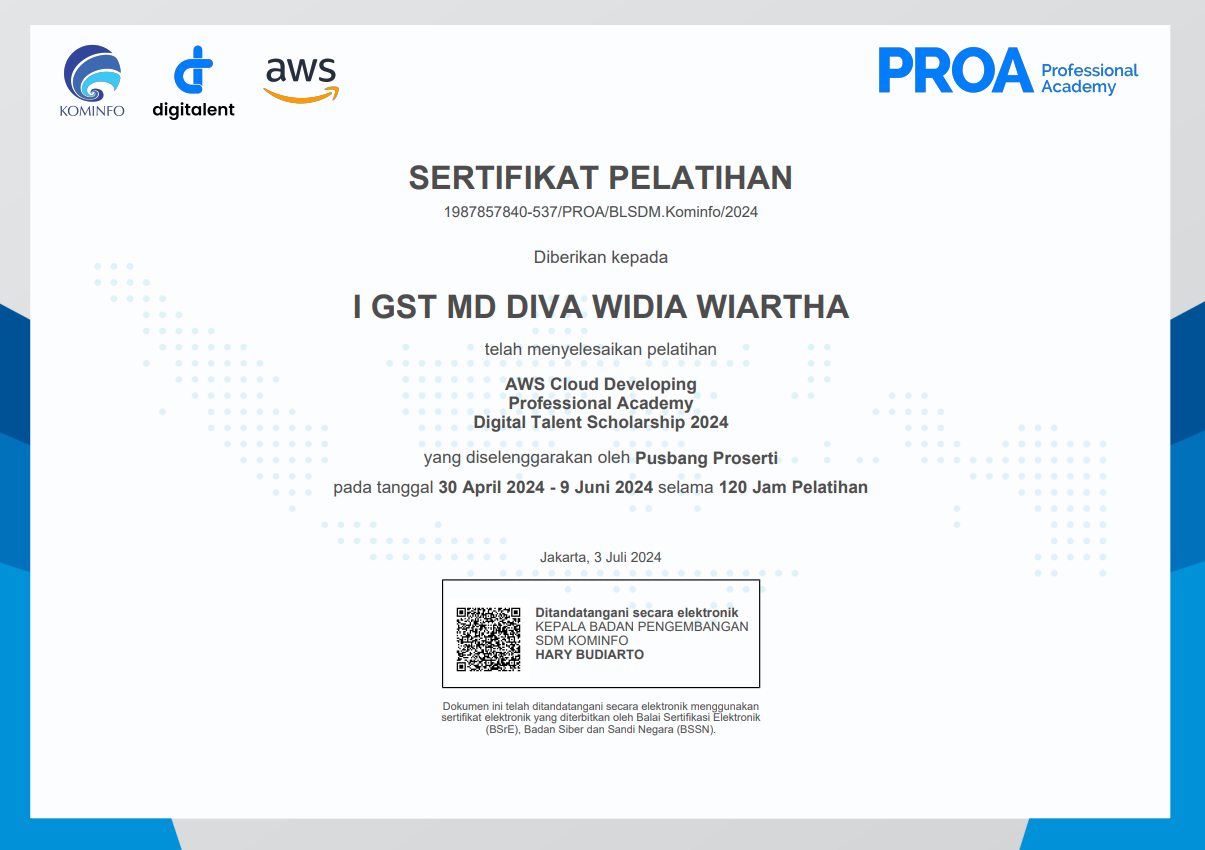 KOMINFO
digitalent
aws
PROA Professional
Academy
SERTIFIKAT PELATIHAN
1987857840-537/PROA/BLSDM.Kominfo/2024
Diberikan kepada
I GST MD DIVA WIDIA WIARTHA
telah menyelesaikan pelatihan
AWS Cloud Developing
Professional Academy
Digital Talent Scholarship 2024
yang diselenggarakan oleh Pusbang Proserti
pada tanggal 30 April 2024 - 9 Juni 2024 selama 120 Jam Pelatihan
Jakarta, 3 Juli 2024
Ditandatangani secara elektronik
KEPALA BADAN PENGEMBANGAN
SDM KOMINFO
HARY BUDIARTO
Dokumen ini telah ditandatangani secara elektronik menggunakan
sertifikat elektronik yang diterbitkan oleh Balai Sertifikasi Elektronik
(BSrE), Badan Siber dan Sandi Negara (BSSN).